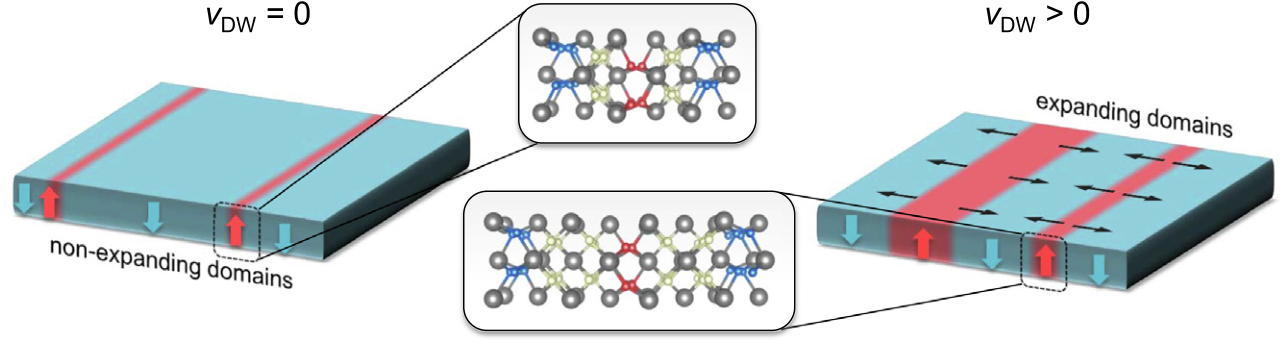 v_DW = 0
v_DW > 0
non-expanding domains
expanding domains